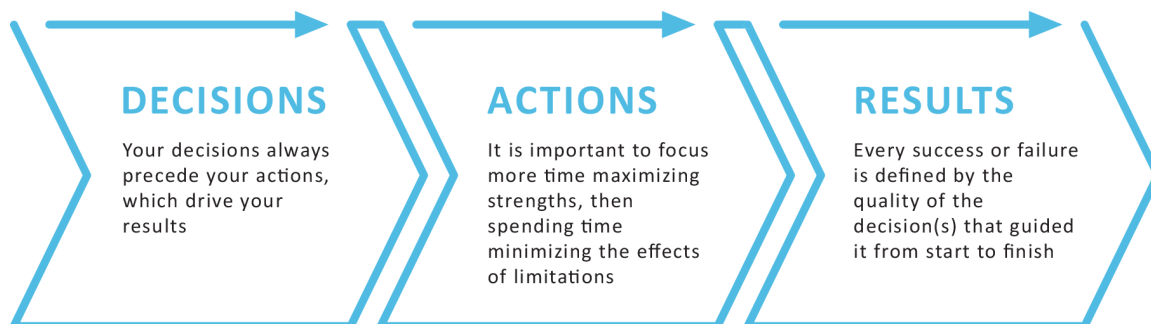 DECISIONS
Your decisions always
precede your actions,
which drive your
results
ACTIONS
It is important to focus
more time maximizing
strengths, then
spending time
minimizing the effects
of limitations
RESULTS
Every success or failure
is defined by the
quality of the
decision(s) that guided
it from start to finish